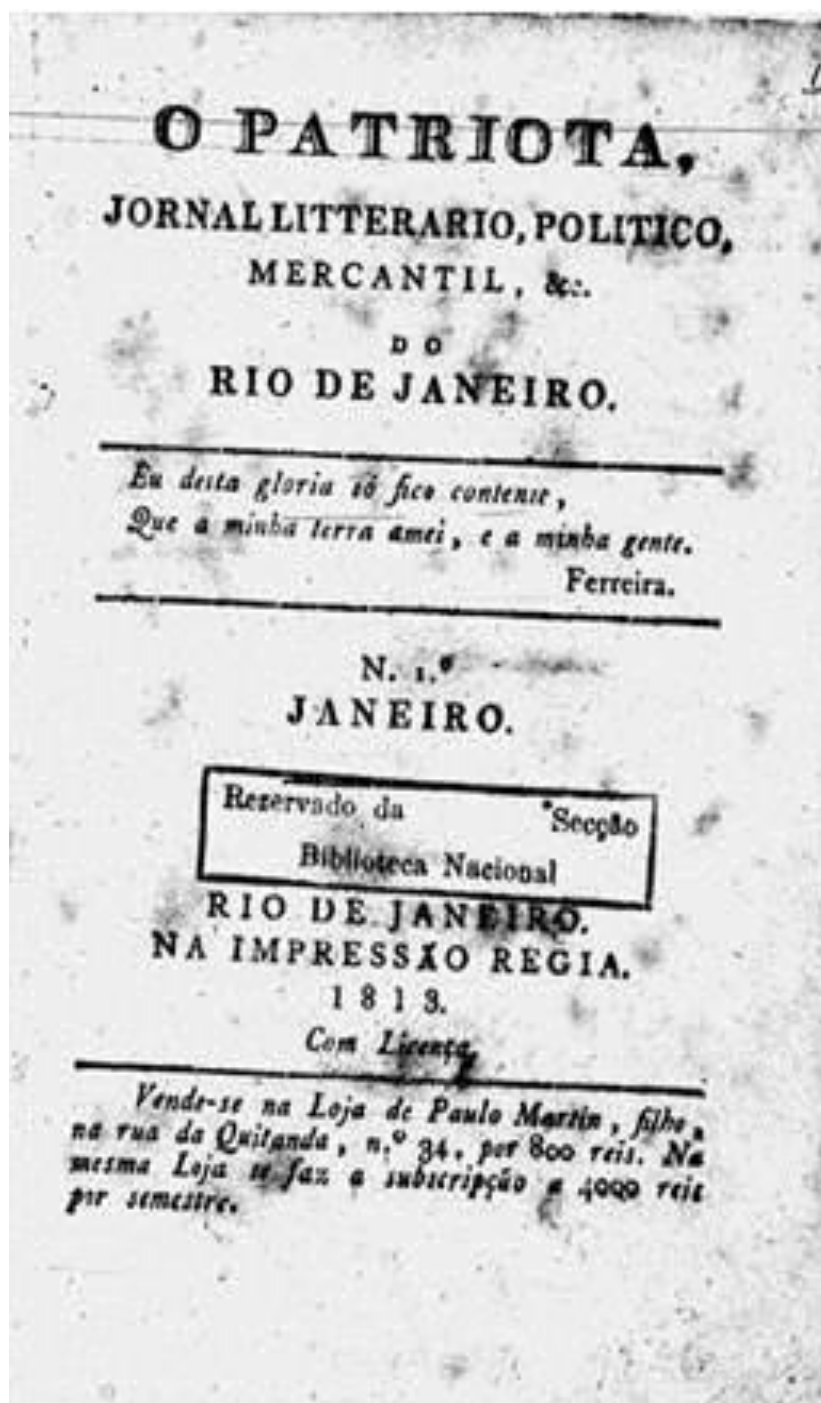 O PATRIOTA,
JORNAL LITTERARIO, POLITICO,
MERCANTIL, &c.
DO
RIO DE JANEIRO.
Eu desta gloria só fico contente,
Que a minha terra amei, e a minha gente.
Ferreira.
N. 1.º
JANEIRO.
Rezervado da ª Secção
Biblioteca Nacional
RIO DE JANEIRO.
NA IMPRESSÃO REGIA.
1813.
Com Licença.
Vende-se na Loja de Paulo Martin, filho,
na rua da Quitanda, n.º 34, por 800 reis. Na
mesma Loja se faz a subscripção a 4000 reis
por semestre.